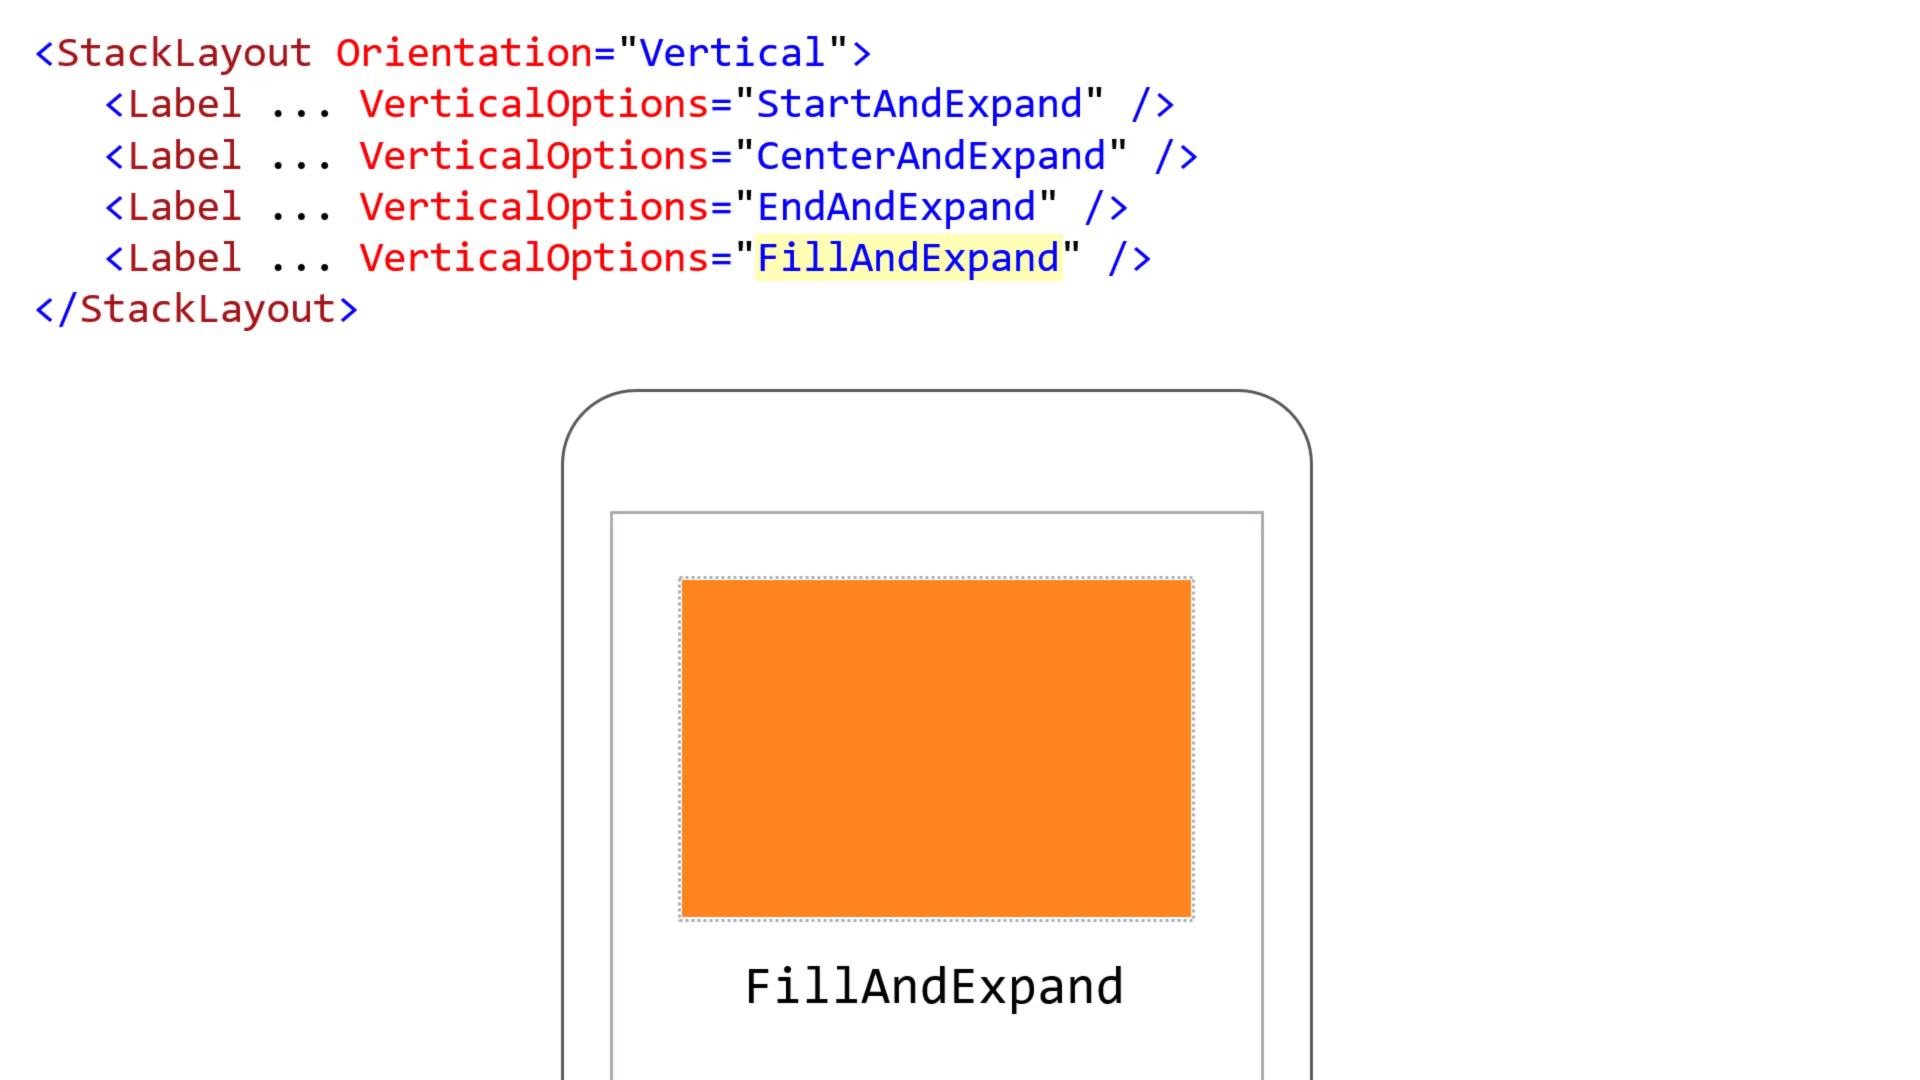 <StackLayout Orientation="Vertical">
<Label ... VerticalOptions="StartAndExpand" />
<Label ... VerticalOptions="CenterAndExpand" />
<Label ... VerticalOptions="EndAndExpand" />
<Label ... VerticalOptions="FillAndExpand" />
</StackLayout>
FillAndExpand